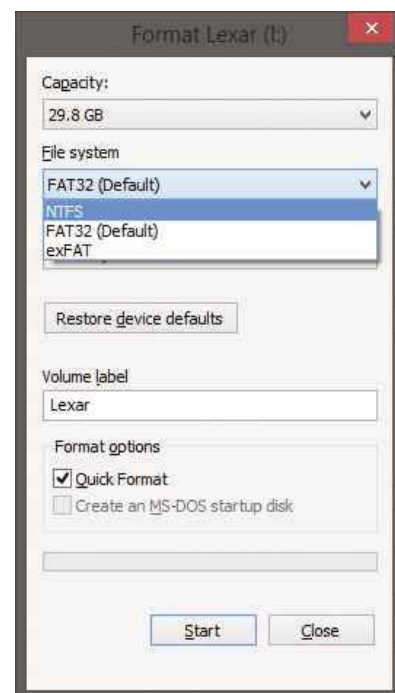 Format Lexar (I:)
Capacity:
29.8 GB
File system
FAT32 (Default)
NTFS
FAT32 (Default)
exFAT
Restore device defaults
Volume label
Lexar
Format options
Quick Format
Create an MS-DOS startup disk
Start
Close